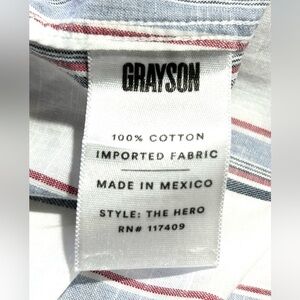 GRAYSON
100% COTTON
IMPORTED FABRIC
MADE IN MEXICO
STYLE: THE HERO
RN# 117409